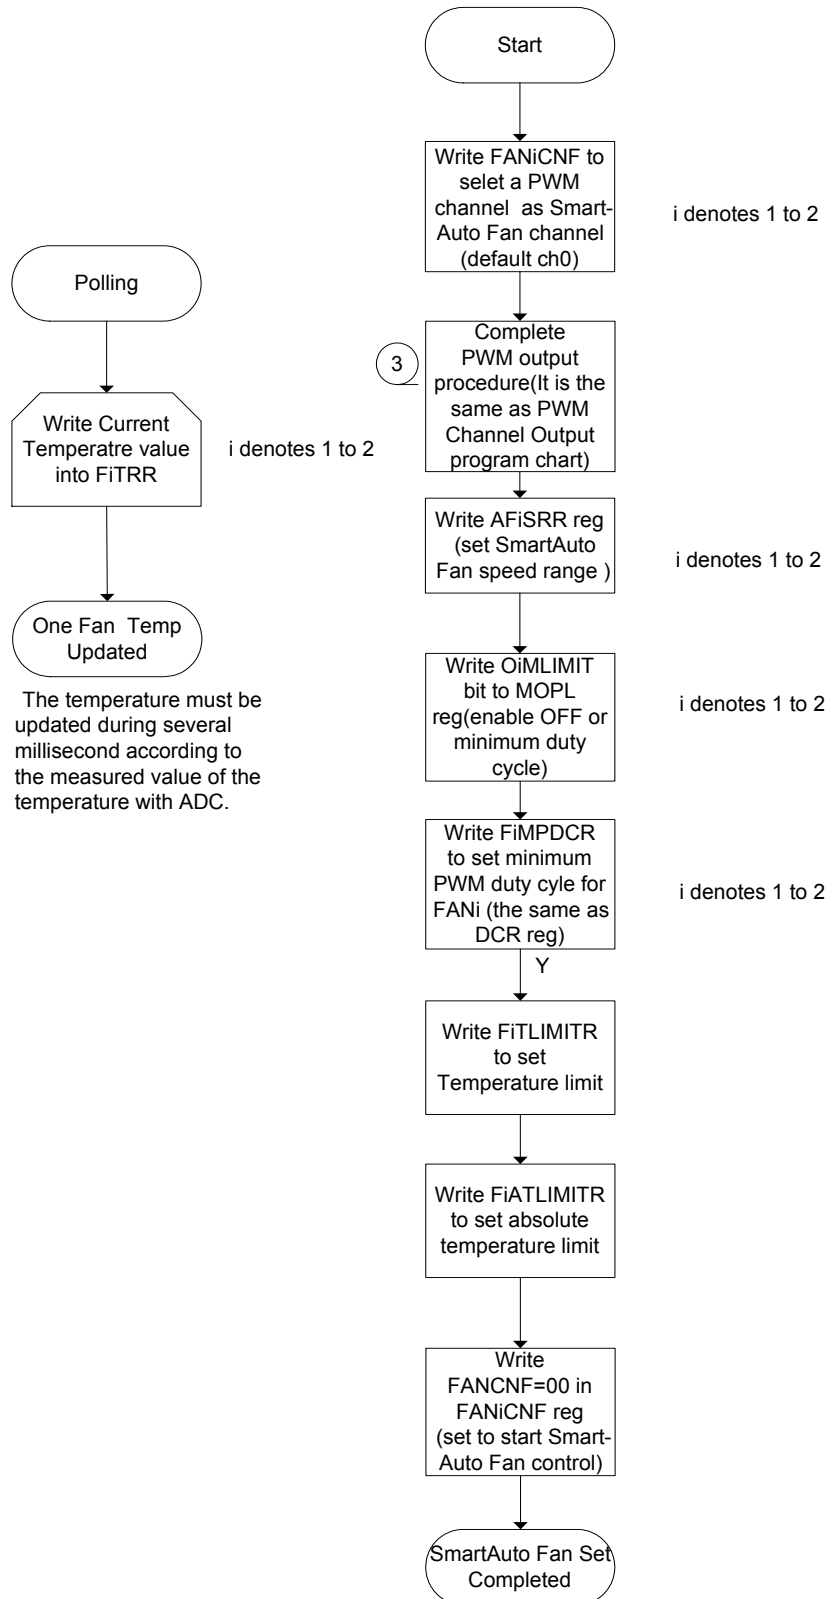 Start
Write FANiCNF to
selet a PWM
channel  as Smart-
Auto Fan channel
(default ch0)
i denotes 1 to 2
Complete
PWM output
procedure(It is the
same as PWM
Channel Output
program chart)
3
Write AFiSRR reg
(set SmartAuto
Fan speed range )
i denotes 1 to 2
Write OiMLIMIT
bit to MOPL
reg(enable OFF or
minimum duty
cycle)
i denotes 1 to 2
Write FiMPDCR
to set minimum
PWM duty cyle for
FANi (the same as
DCR reg)
i denotes 1 to 2
Y
Write FiTLIMITR
to set
Temperature limit
Write FiATLIMITR
to set absolute
temperature limit
Write
FANCNF=00 in
FANiCNF reg
(set to start Smart-
Auto Fan control)
SmartAuto Fan Set
Completed
Polling
Write Current
Temperatre value
into FiTRR
i denotes 1 to 2
One Fan  Temp
Updated
The temperature must be
updated during several
millisecond according to
the measured value of the
temperature with ADC.